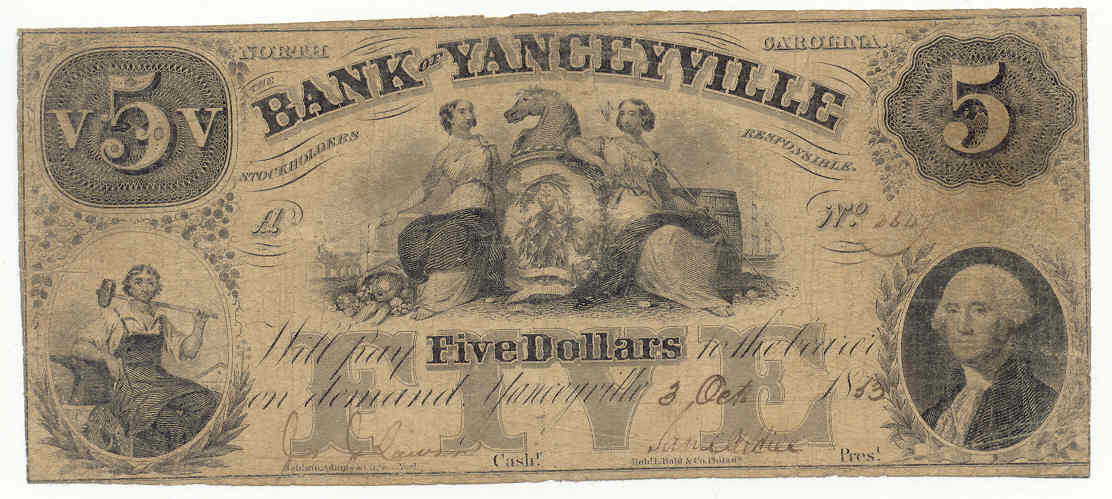 NORTH CAROLINA.
THE
BANK OF YANCEYVILLE
STOCKHOLDERS RESPONSIBLE.
V 5 V
5
A
No.
FIVE
Will pay Five Dollars to the bearer
on demand Yanceyville 3 Oct 1853
Cash!. Pres!.